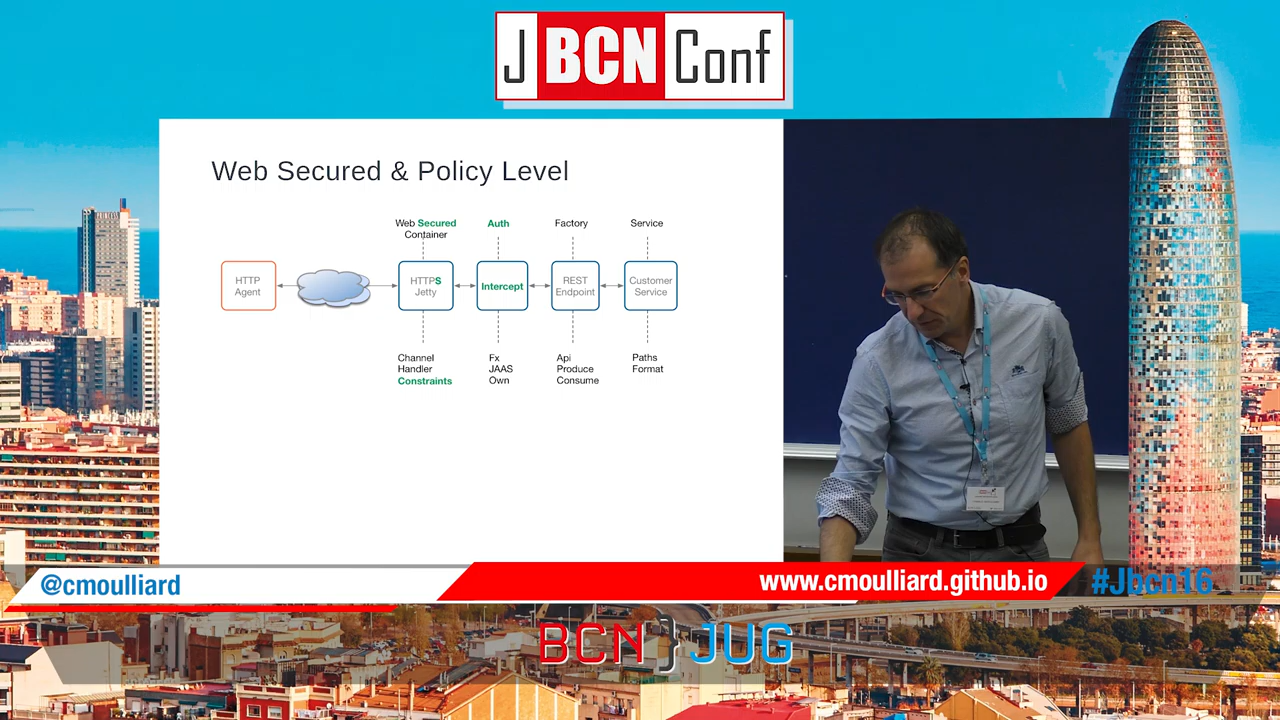 J BCN Conf
Web Secured & Policy Level
Web Secured
Container
Auth
Factory
Service
HTTP
Agent
HTTPS
Jetty
Intercept
REST
Endpoint
Customer
Service
Channel
Handler
Constraints
Fx
JAAS
Own
Api
Produce
Consume
Paths
Format
@cmoulliard
www.cmoulliard.github.io
#Jbcn16
BCN JUG